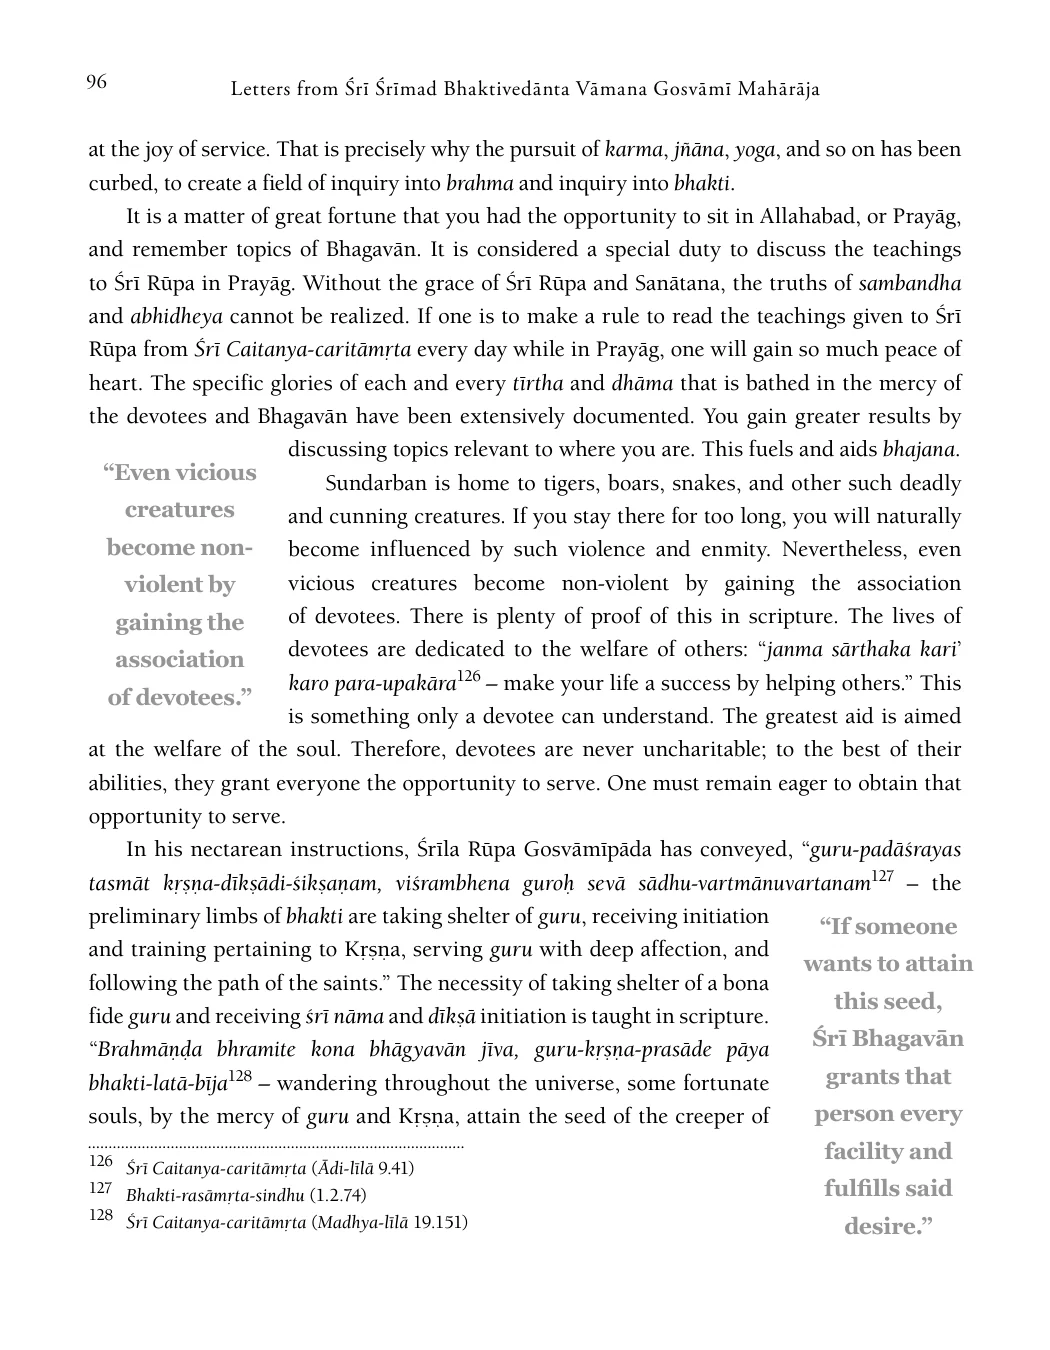 96
Letters from Śrī Śrīmad Bhaktivedānta Vāmana Gosvāmī Mahārāja
at the joy of service. That is precisely why the pursuit of karma, jñāna, yoga, and so on has been
curbed, to create a field of inquiry into brahma and inquiry into bhakti.
It is a matter of great fortune that you had the opportunity to sit in Allahabad, or Prayāg,
and remember topics of Bhagavān. It is considered a special duty to discuss the teachings
to Śrī Rūpa in Prayāg. Without the grace of Śrī Rūpa and Sanātana, the truths of sambandha
and abhidheya cannot be realized. If one is to make a rule to read the teachings given to Śrī
Rūpa from Śrī Caitanya-caritāmṛta every day while in Prayāg, one will gain so much peace of
heart. The specific glories of each and every tīrtha and dhāma that is bathed in the mercy of
the devotees and Bhagavān have been extensively documented. You gain greater results by
discussing topics relevant to where you are. This fuels and aids bhajana.
Sundarban is home to tigers, boars, snakes, and other such deadly
and cunning creatures. If you stay there for too long, you will naturally
become influenced by such violence and enmity. Nevertheless, even
vicious creatures become non-violent by gaining the association
of devotees. There is plenty of proof of this in scripture. The lives of
devotees are dedicated to the welfare of others: “janma sārthaka kari’
karo para-upakāra126 – make your life a success by helping others.” This
is something only a devotee can understand. The greatest aid is aimed
at the welfare of the soul. Therefore, devotees are never uncharitable; to the best of their
abilities, they grant everyone the opportunity to serve. One must remain eager to obtain that
opportunity to serve.
“Even vicious
creatures
become non-
violent by
gaining the
association
of devotees.”
In his nectarean instructions, Śrīla Rūpa Gosvāmīpāda has conveyed, “guru-padāśrayas
tasmāt kṛṣṇa-dīkṣādi-śikṣaṇam, viśrambhena guroḥ sevā sādhu-vartmānuvartanam127 – the
preliminary limbs of bhakti are taking shelter of guru, receiving initiation
and training pertaining to Kṛṣṇa, serving guru with deep affection, and
following the path of the saints.” The necessity of taking shelter of a bona
fide guru and receiving śrī nāma and dīkṣā initiation is taught in scripture.
“Brahmāṇḍa bhramite kona bhāgyavān jīva, guru-kṛṣṇa-prasāde pāya
bhakti-latā-bīja128 – wandering throughout the universe, some fortunate
souls, by the mercy of guru and Kṛṣṇa, attain the seed of the creeper of
“If someone
wants to attain
this seed,
Śrī Bhagavān
grants that
person every
facility and
fulfills said
desire.”
126 Śrī Caitanya-caritāmṛta (Ādi-līlā 9.41)
127 Bhakti-rasāmṛta-sindhu (1.2.74)
128 Śrī Caitanya-caritāmṛta (Madhya-līlā 19.151)